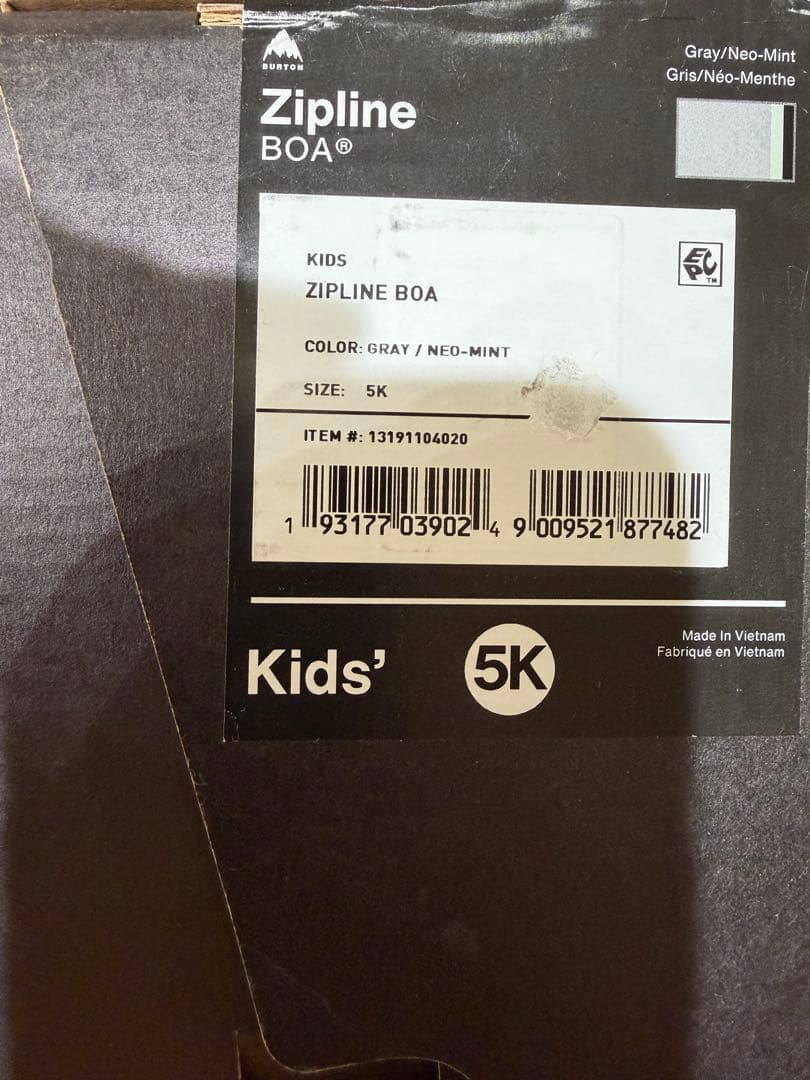 BURTON
Zipline
BOA®
Gray/Neo-Mint
Gris/Néo-Menthe
KIDS
ZIPLINE BOA
EPC™
COLOR: GRAY / NEO-MINT
SIZE: 5K
ITEM #: 13191104020
1 93177 03902 4
9 009521 877482
Kids’
5K
Made In Vietnam
Fabriqué en Vietnam